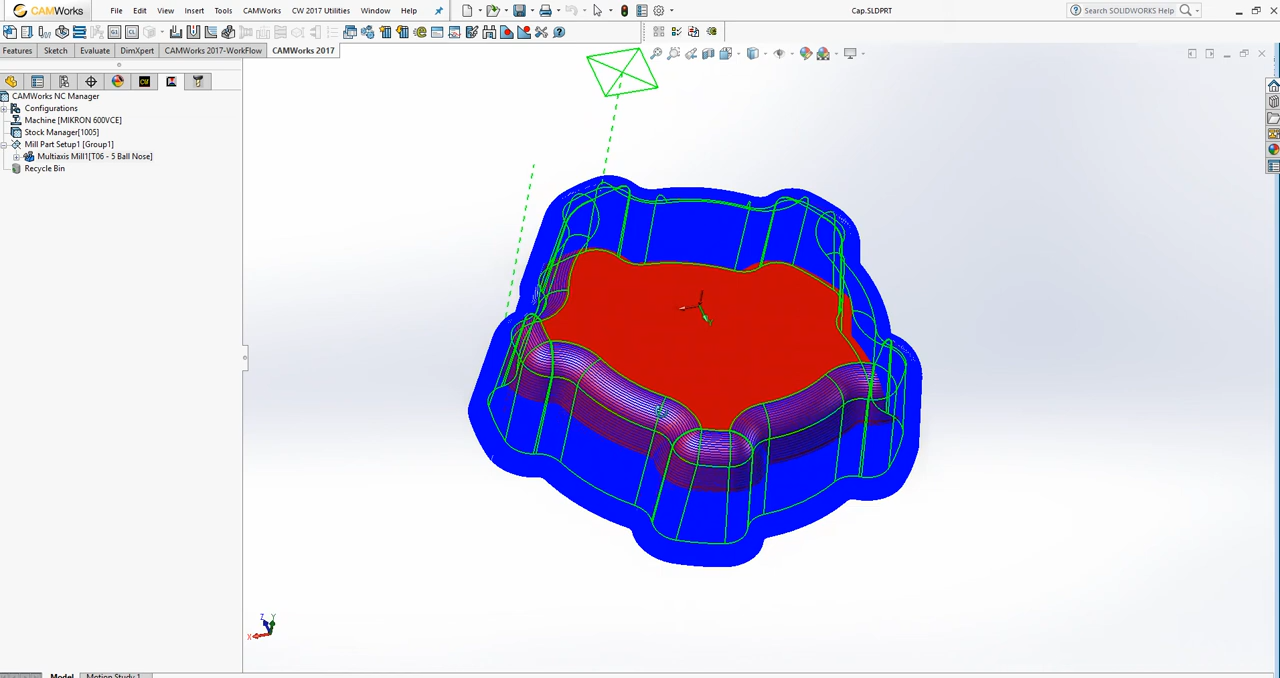 CAMWorks
File Edit View Insert Tools CAMWorks CW 2017 Utilities Window Help
Cap.SLDPRT
Search SOLIDWORKS Help
Features Sketch Evaluate DimXpert CAMWorks 2017-WorkFlow CAMWorks 2017
CAMWorks NC Manager
Configurations
Machine [MIKRON 600VCE]
Stock Manager[1005]
Mill Part Setup1 [Group1]
Multiaxis Mill1[T06 - 5 Ball Nose]
Recycle Bin
Z Y
X
Model Motion Study 1